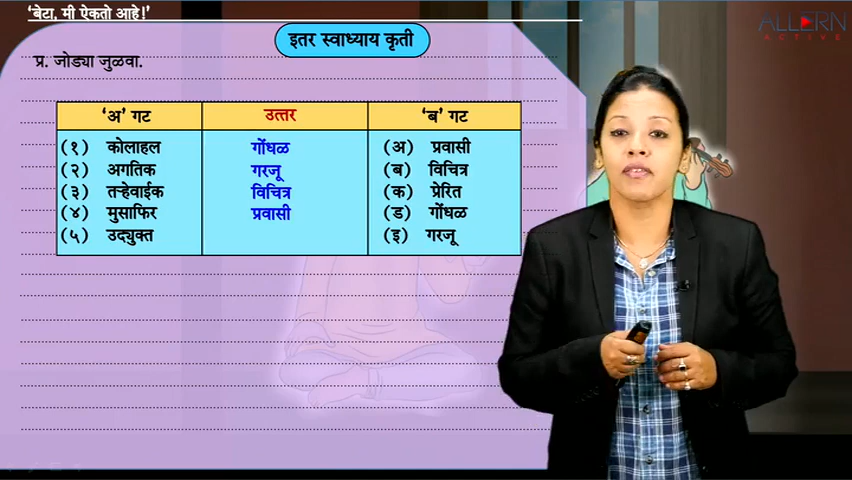 ‘बेटा, मी ऐकतो आहे!’
ALLERN
ACTIVE
इतर स्वाध्याय कृती
प्र. जोड्या जुळवा.
‘अ’ गट उत्तर ‘ब’ गट
(१) कोलाहल गोंधळ (अ) प्रवासी
(२) अगतिक गरजू (ब) विचित्र
(३) तऱ्हेवाईक विचित्र (क) प्रेरित
(४) मुसाफिर प्रवासी (ड) गोंधळ
(५) उद्युक्त (इ) गरजू